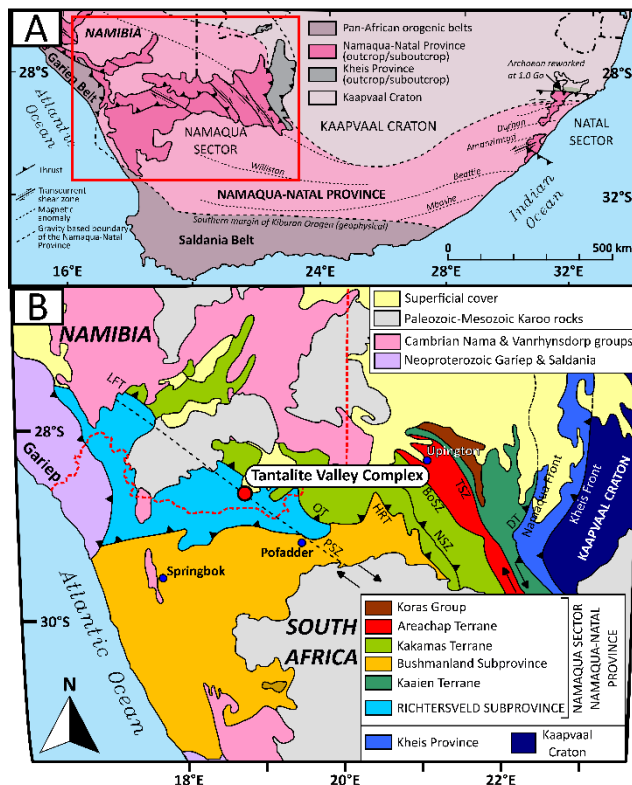 A
NAMIBIA
28°S
Gariep Belt
Atlantic
Ocean
Pan-African orogenic belts
Namaqua-Natal Province
(outcrop/suboutcrop)
Kheis Province
(outcrop/suboutcrop)
Kaapvaal Craton
Archaean reworked
at 1.0 Ga
28°S
KAAPVAAL CRATON
NAMAQUA
SECTOR
NATAL
SECTOR
Williston
Beattie
Mbashe
Amanzimtoti
NAMAQUA-NATAL PROVINCE
Thrust
Transcurrent
shear zone
Magnetic
anomaly
Gravity based boundary
of the Namaqua-Natal
Province
Southern margin of Kibaran Orogen (geophysical)
Saldania Belt
32°S
Indian
Ocean
0 500 km
16°E
24°E
28°E
32°E
B
NAMIBIA
Superficial cover
Paleozoic-Mesozoic Karoo rocks
Cambrian Nama & Vanrhynsdorp groups
Neoproterozoic Gariep & Saldania
LFT
28°S
Gariep
Upington
Tantalite Valley Complex
BoSZ
TSZ
DT
Namaqua Front
Kheis Front
KAAPVAAL CRATON
OT
HRT
NSZ
PSZ
Pofadder
Springbok
30°S
Atlantic Ocean
SOUTH
AFRICA
N
Koras Group
Areachap Terrane
Kakamas Terrane
Bushmanland Subprovince
Kaaien Terrane
RICHTERSVELD SUBPROVINCE
NAMAQUA SECTOR
NAMAQUA-NATAL
PROVINCE
Kheis Province
Kaapvaal
Craton
18°E
20°E
22°E